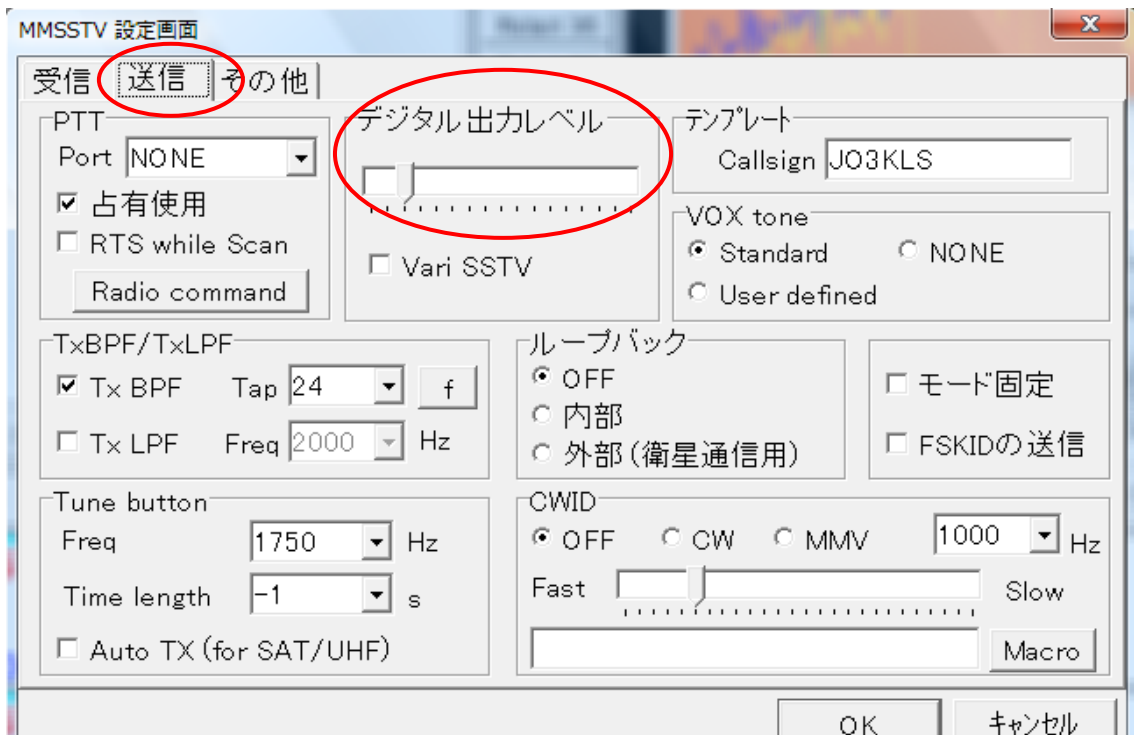 MMSSTV 設定画面
受信 送信 その他
PTT
Port NONE
占有使用
RTS while Scan
Radio command
デジタル出力レベル
Vari SSTV
テンプレート
Callsign JO3KLS
VOX tone
Standard NONE
User defined
TxBPF/TxLPF
Tx BPF Tap 24 f
Tx LPF Freq 2000 Hz
ループバック
OFF
内部
外部(衛星通信用)
モード固定
FSKIDの送信
Tune button
Freq 1750 Hz
Time length -1 s
Auto TX (for SAT/UHF)
CWID
OFF CW MMV 1000 Hz
Fast Slow
Macro
OK キャンセル